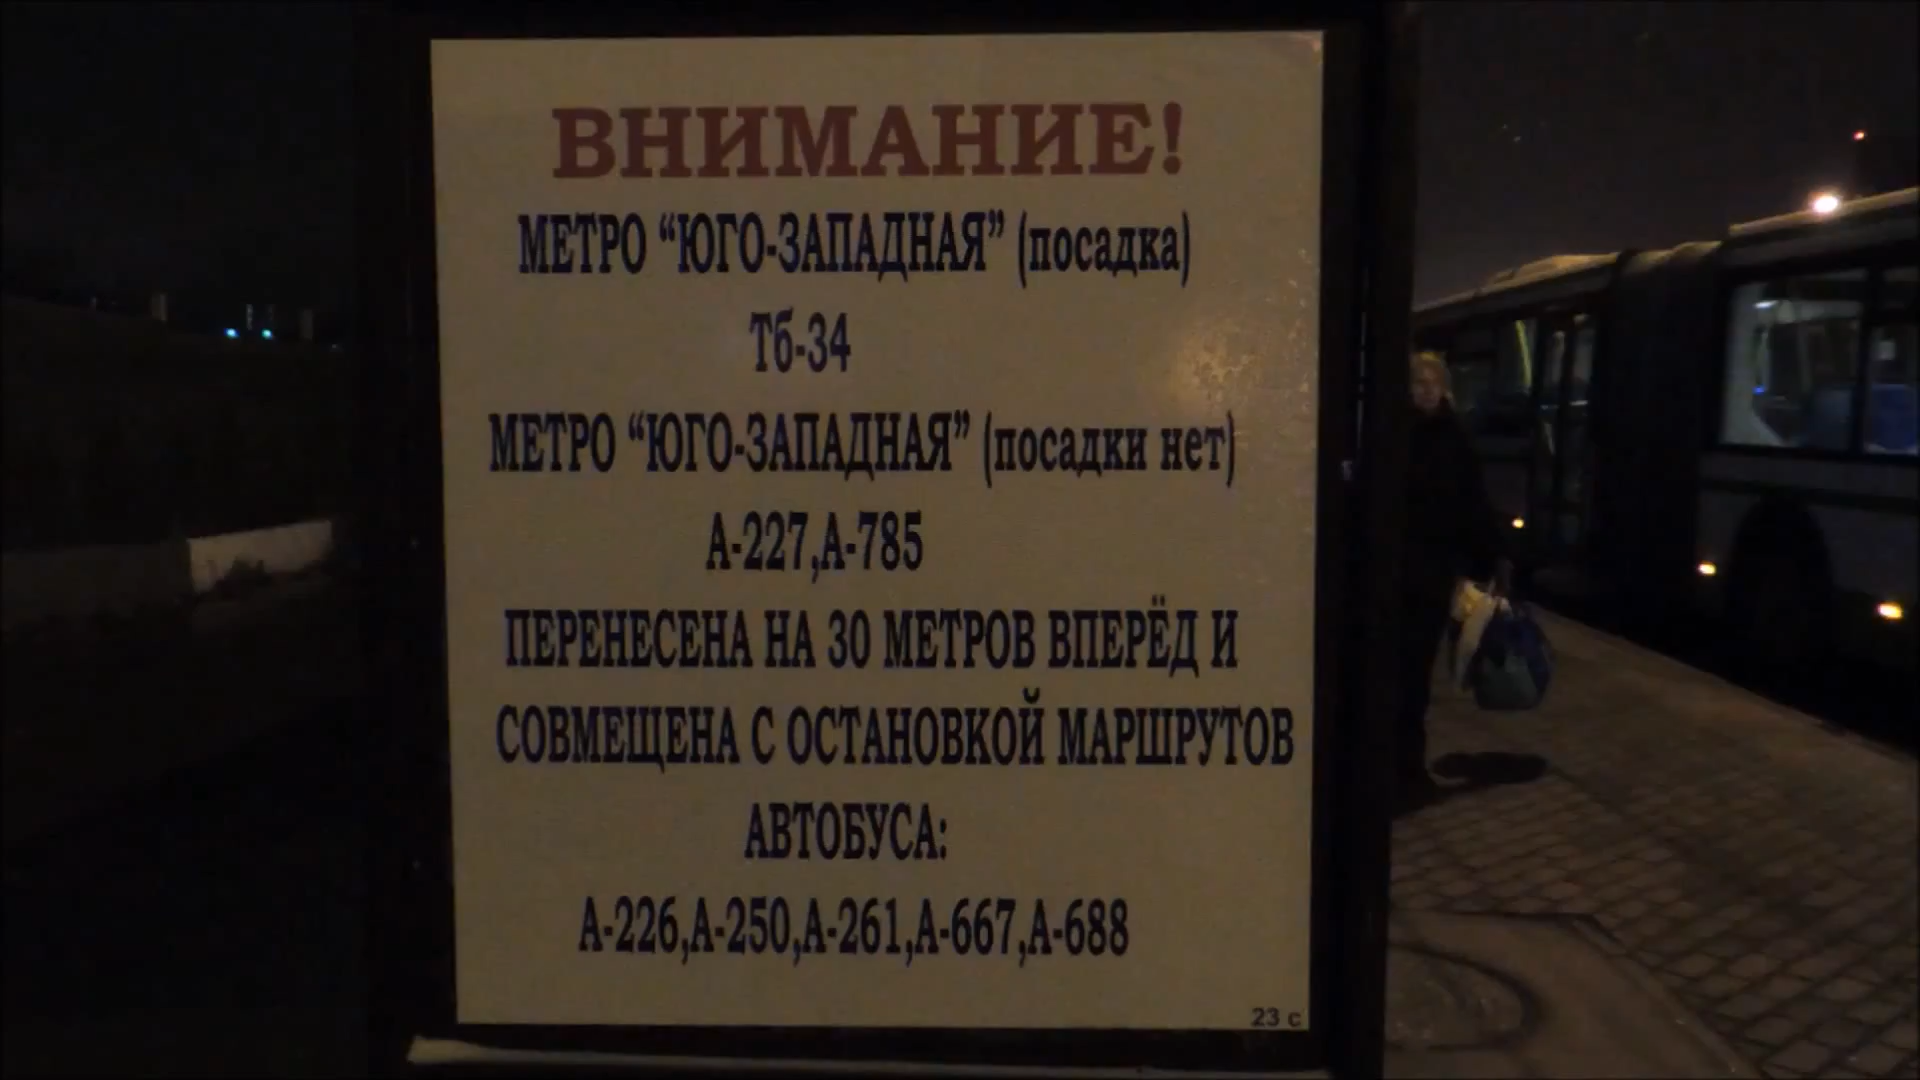 ВНИМАНИЕ!
МЕТРО “ЮГО-ЗАПАДНАЯ” (посадка)
Тб-34
МЕТРО “ЮГО-ЗАПАДНАЯ” (посадки нет)
А-227,А-785
ПЕРЕНЕСЕНА НА 30 МЕТРОВ ВПЕРЁД И
СОВМЕЩЕНА С ОСТАНОВКОЙ МАРШРУТОВ
АВТОБУСА:
А-226,А-250,А-261,А-667,А-688
23 с